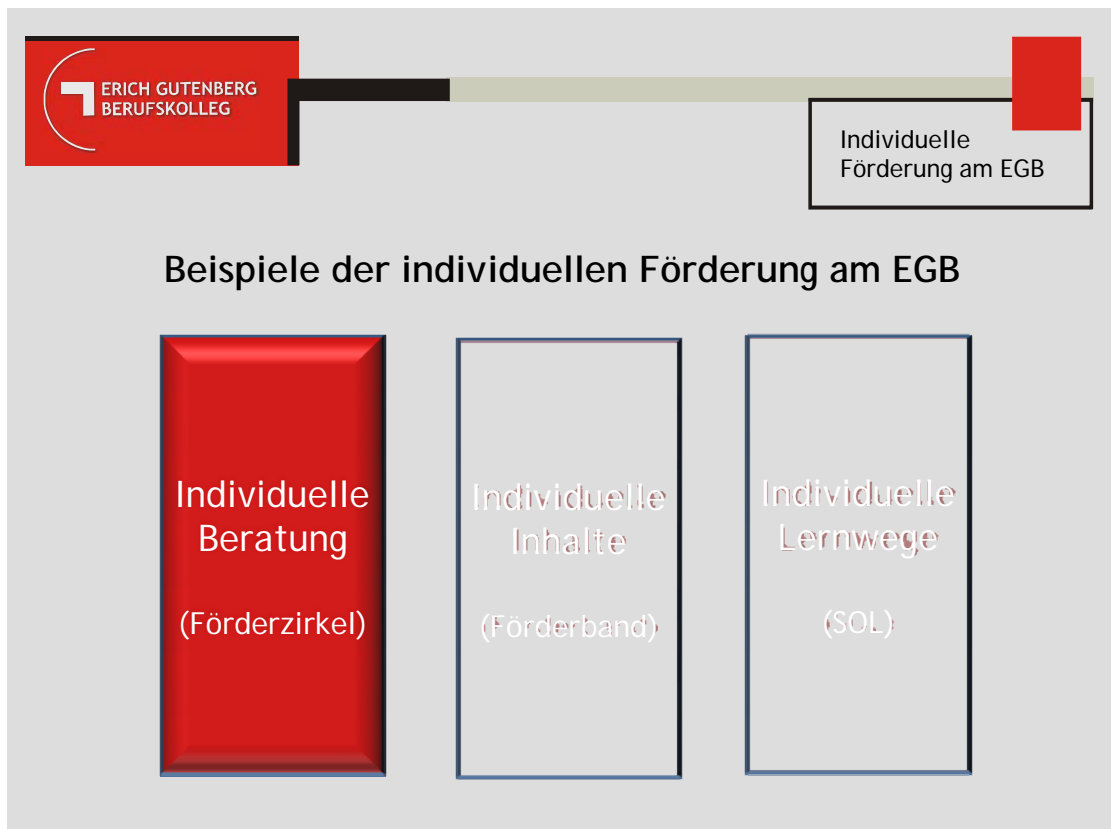 ERICH GUTENBERG
BERUFSKOLLEG
Individuelle
Förderung am EGB
Beispiele der individuellen Förderung am EGB
Individuelle
Beratung
(Förderzirkel)
Individuelle
Inhalte
(Förderband)
Individuelle
Lernwege
(SOL)